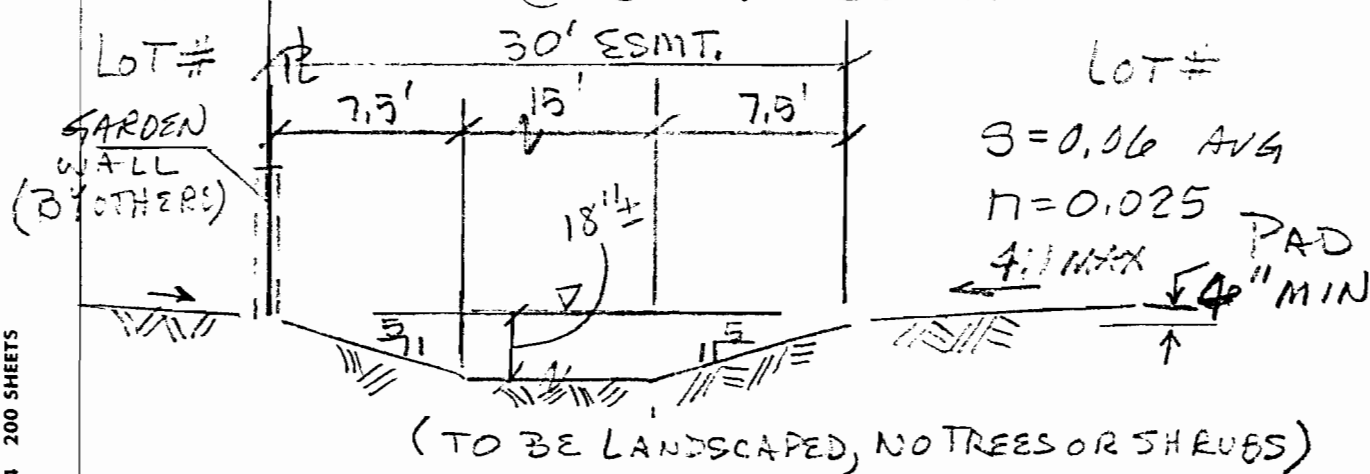 30' ESMT.
LOT #
PL
7.5'
15'
7.5'
GARDEN
WALL
(BY OTHERS)
LOT #
S=0.06 AVG
n=0.025
4:1 MAX
PAD
MIN
18"±
5
1
5
1
(TO BE LANDSCAPED, NO TREES OR SHRUBS)
200 SHEETS